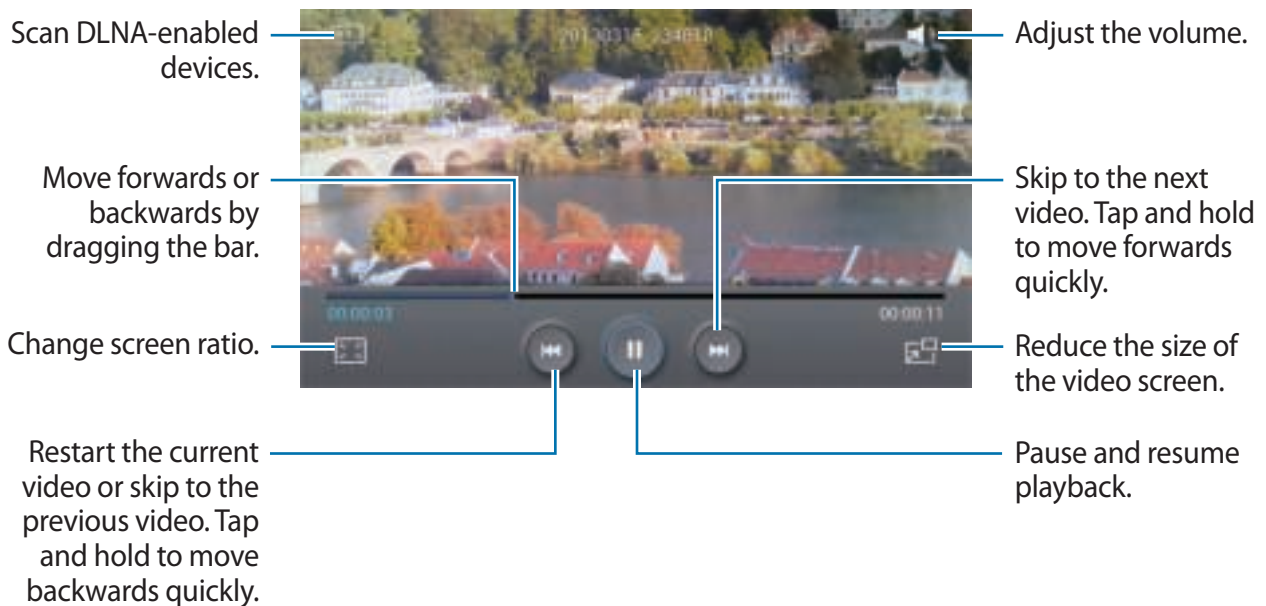 Scan DLNA-enabled
devices.
Adjust the volume.
Move forwards or
backwards by
dragging the bar.
Skip to the next
video. Tap and hold
to move forwards
quickly.
00:00:03
00:00:11
Change screen ratio.
Reduce the size of
the video screen.
Restart the current
video or skip to the
previous video. Tap
and hold to move
backwards quickly.
Pause and resume
playback.